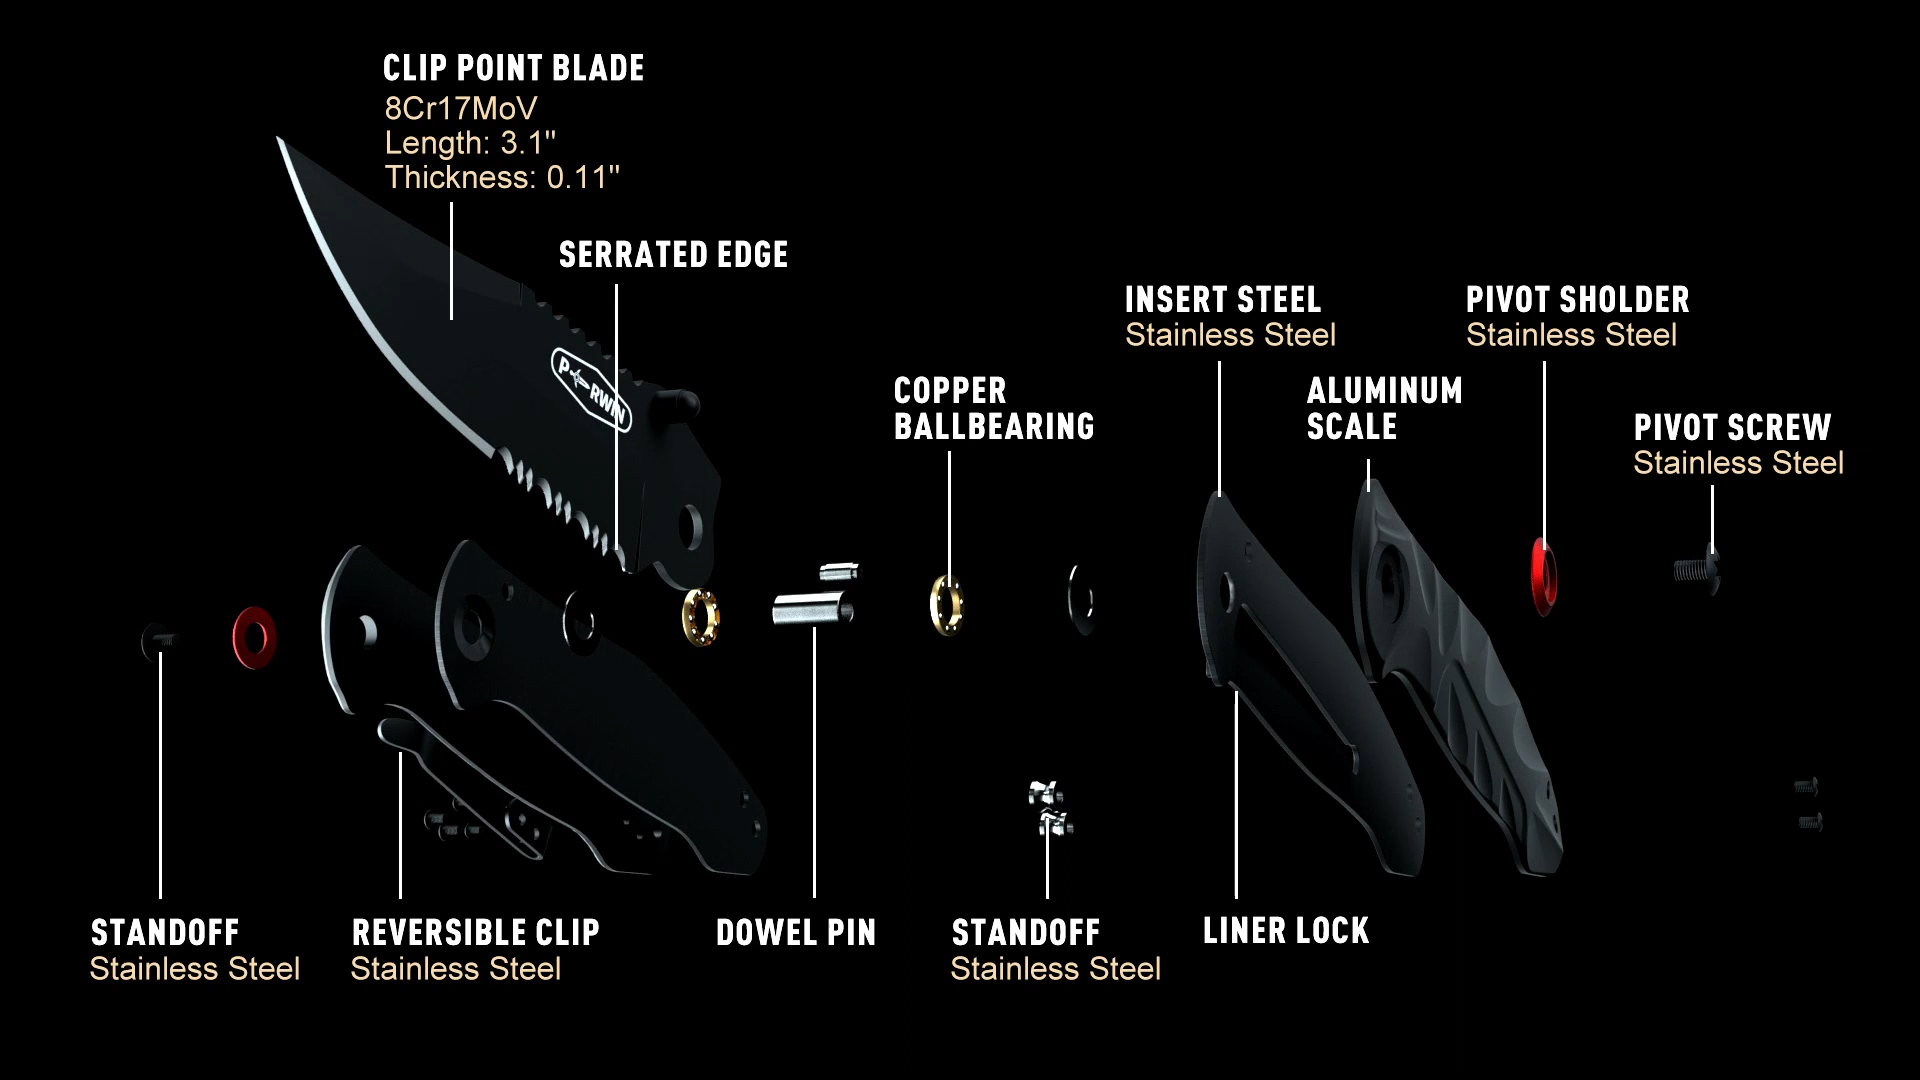 CLIP POINT BLADE
8Cr17MoV
Length: 3.1"
Thickness: 0.11"
SERRATED EDGE
P RWIN
INSERT STEEL
Stainless Steel
PIVOT SHOLDER
Stainless Steel
COPPER
BALLBEARING
ALUMINUM
SCALE
PIVOT SCREW
Stainless Steel
STANDOFF
Stainless Steel
REVERSIBLE CLIP
Stainless Steel
DOWEL PIN
STANDOFF
Stainless Steel
LINER LOCK